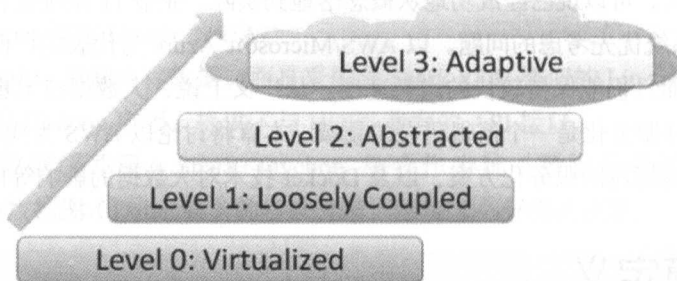 Level 3: Adaptive
Level 2: Abstracted
Level 1: Loosely Coupled
Level 0: Virtualized